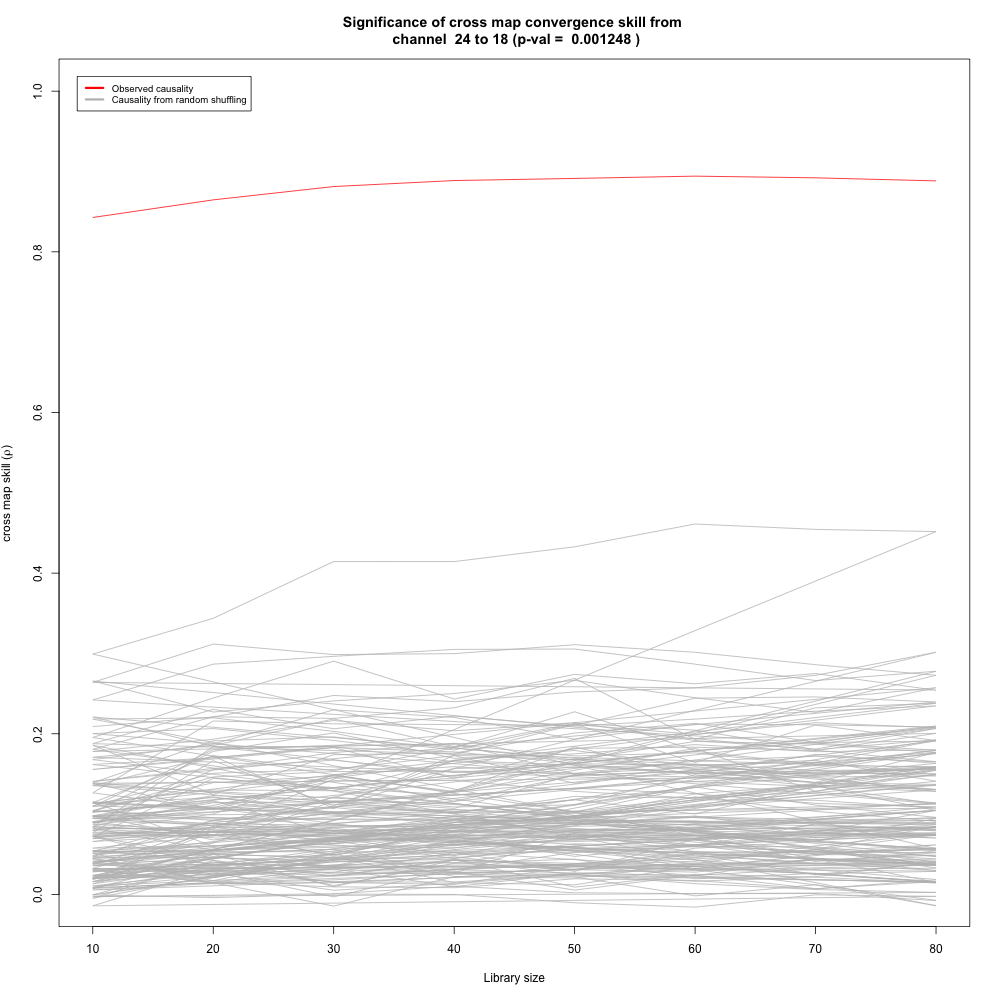 Significance of cross map convergence skill from
channel  24 to 18 (p-val =  0.001248 )
Observed causality
Causality from random shuffling
1.0
0.8
0.6
0.4
0.2
0.0
cross map skill (ρ)
10 20 30 40 50 60 70 80
Library size